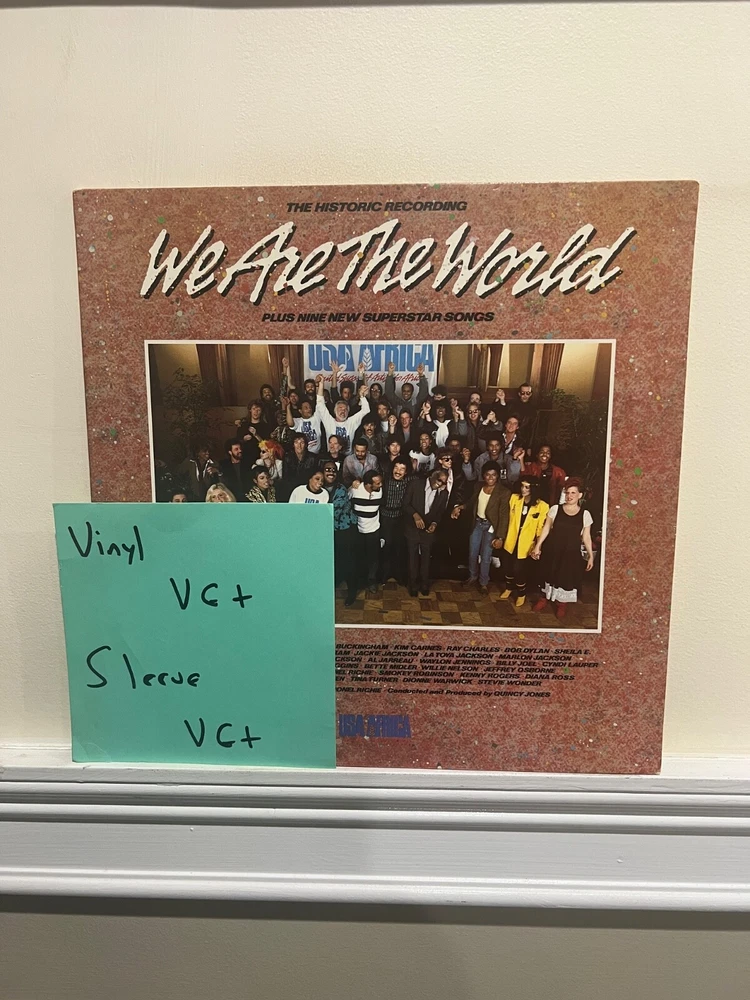 THE HISTORIC RECORDING
We Are The World
PLUS NINE NEW SUPERSTAR SONGS
USA AFRICA
Vinyl
VG+
Sleeve
VG+
BUCKINGHAM · KIM CARNES · RAY CHARLES · BOB DYLAN · SHEILA E.
JACKIE JACKSON · LA TOYA JACKSON · MARLON JACKSON
AL JARREAU · WAYLON JENNINGS · BILLY JOEL · CYNDI LAUPER
BETTE MIDLER · WILLIE NELSON · JEFFREY OSBORNE
RICHIE · SMOKEY ROBINSON · KENNY ROGERS · DIANA ROSS
TINA TURNER · DIONNE WARWICK · STEVIE WONDER
RICHIE · Conducted and Produced by QUINCY JONES
USA AFRICA